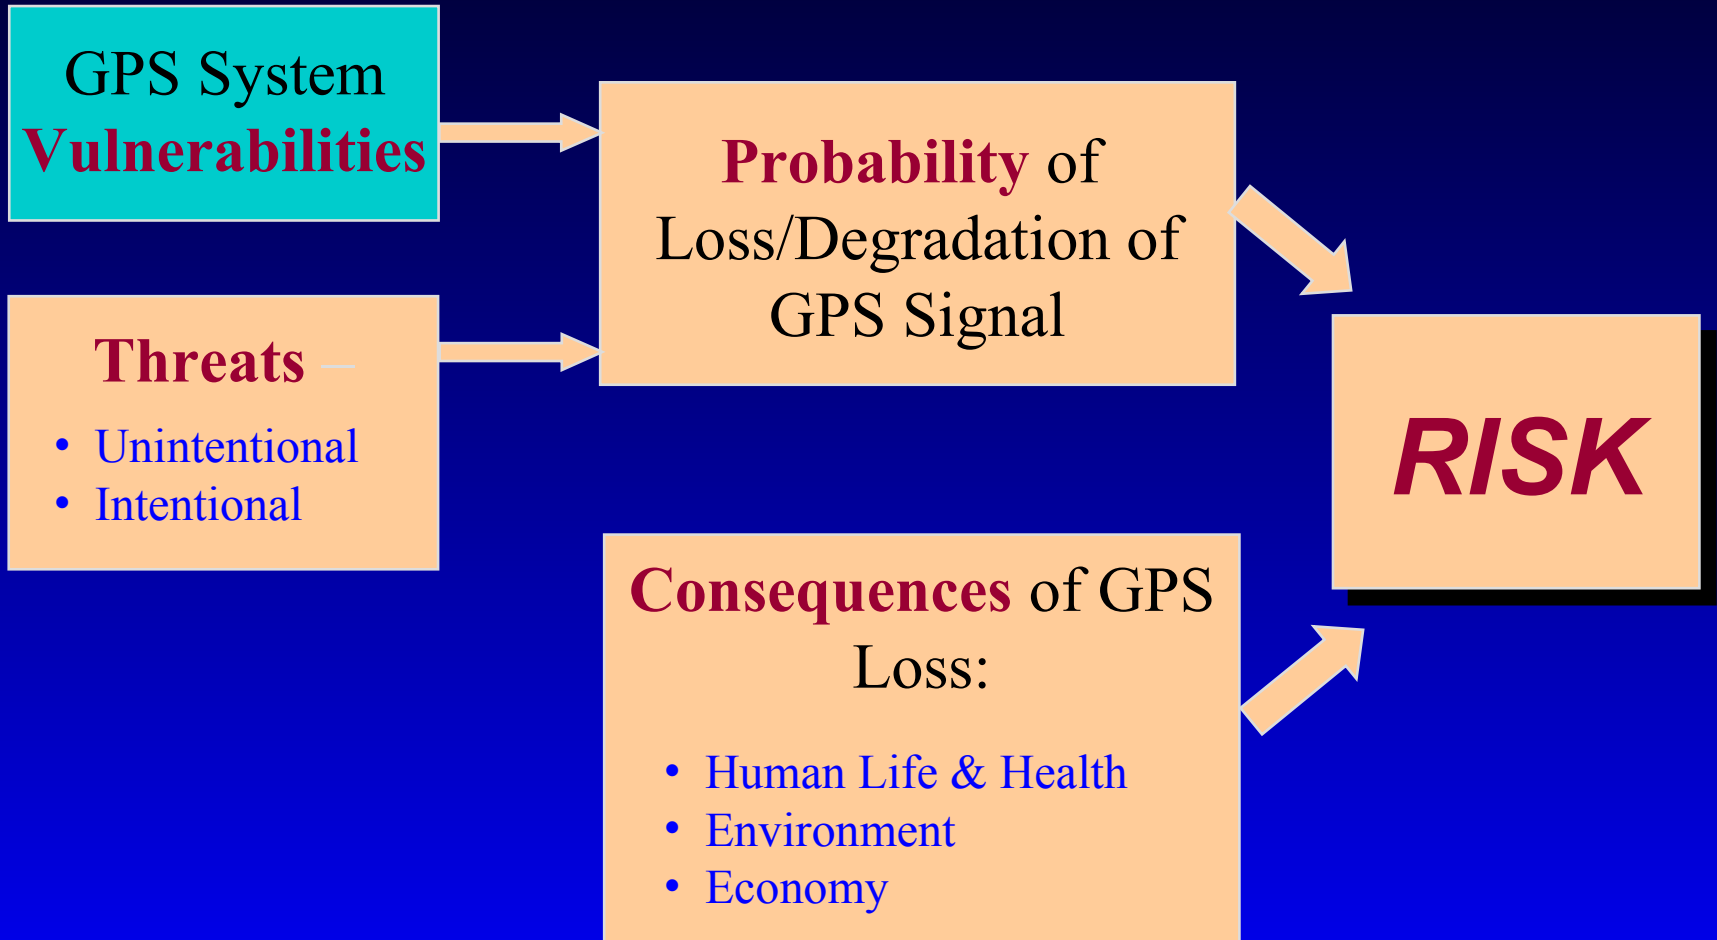 GPS System
Vulnerabilities
Threats –
• Unintentional
• Intentional
Probability of
Loss/Degradation of
GPS Signal
Consequences of GPS
Loss:
• Human Life & Health
• Environment
• Economy
RISK